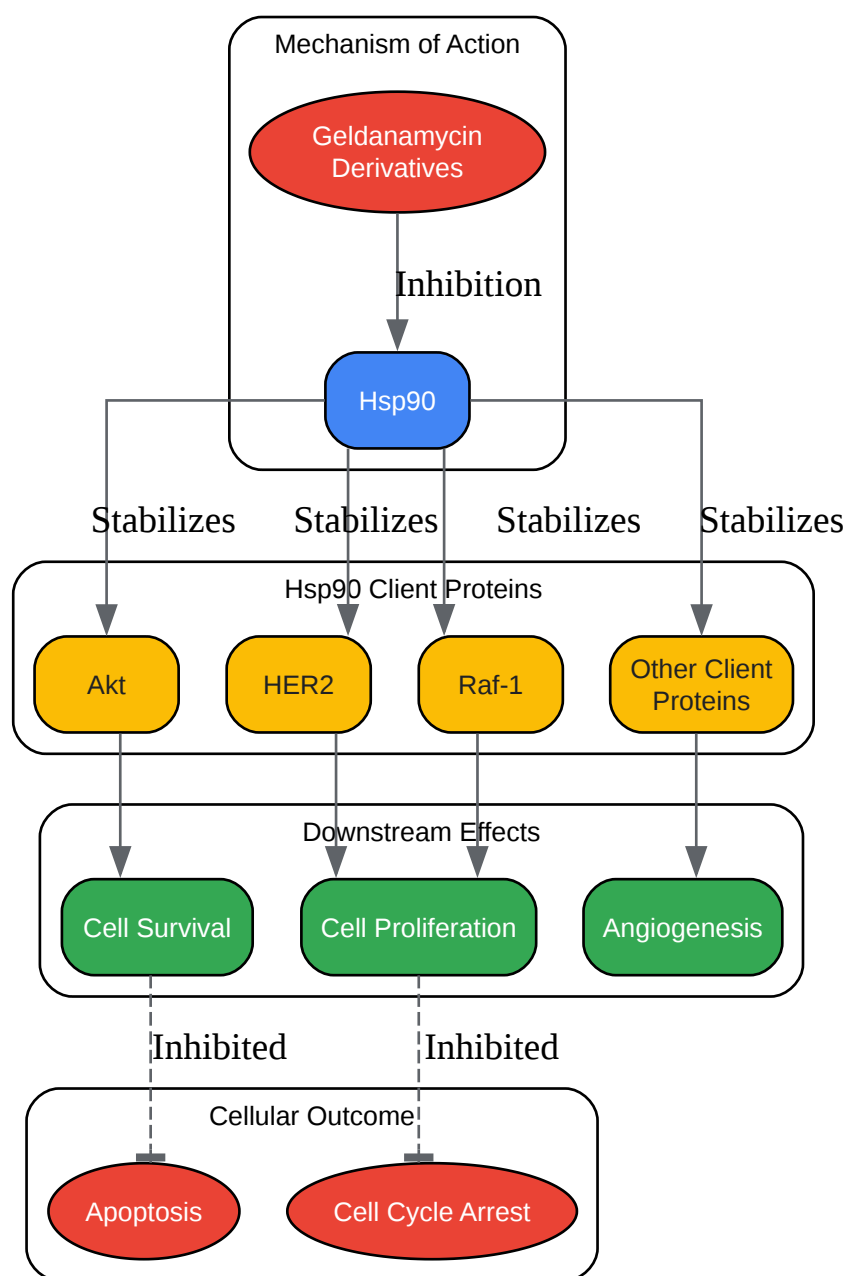 Mechanism of Action
Geldanamycin
Derivatives
Inhibition
Hsp90
Stabilizes
Stabilizes
Stabilizes
Stabilizes
Hsp90 Client Proteins
Akt
HER2
Raf-1
Other Client
Proteins
Downstream Effects
Cell Survival
Cell Proliferation
Angiogenesis
Inhibited
Inhibited
Cellular Outcome
Apoptosis
Cell Cycle Arrest